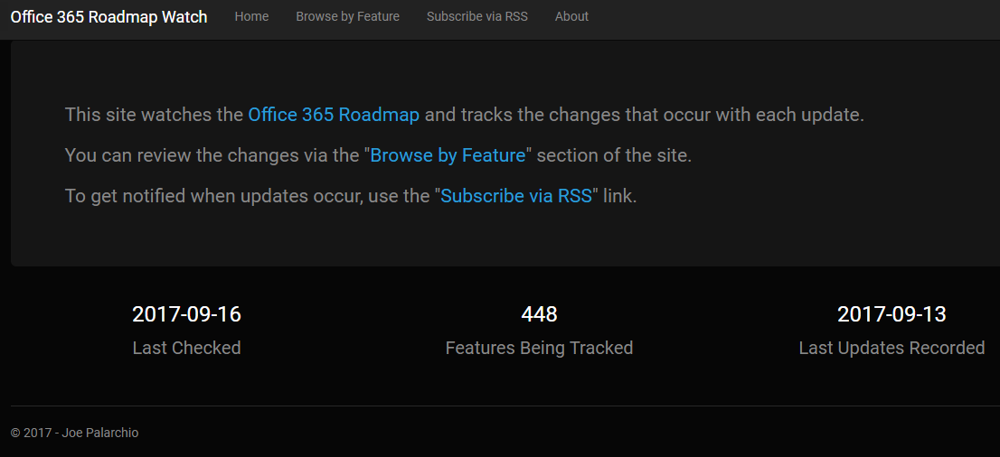 Office 365 Roadmap Watch Home Browse by Feature Subscribe via RSS About
This site watches the Office 365 Roadmap and tracks the changes that occur with each update.
You can review the changes via the "Browse by Feature" section of the site.
To get notified when updates occur, use the "Subscribe via RSS" link.
2017-09-16 448 2017-09-13
Last Checked Features Being Tracked Last Updates Recorded
© 2017 - Joe Palarchio